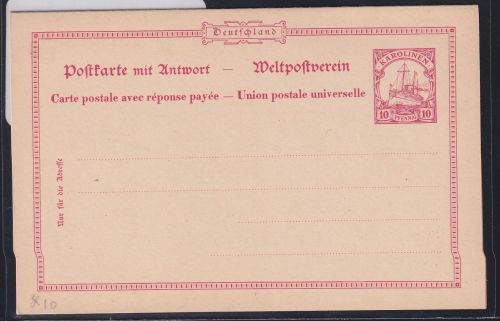 Deutschland
Postkarte mit Antwort — Weltpostverein
Carte postale avec réponse payée — Union postale universelle
KAROLINEN
10 PFENNIG 10
Nur für die Adresse
10